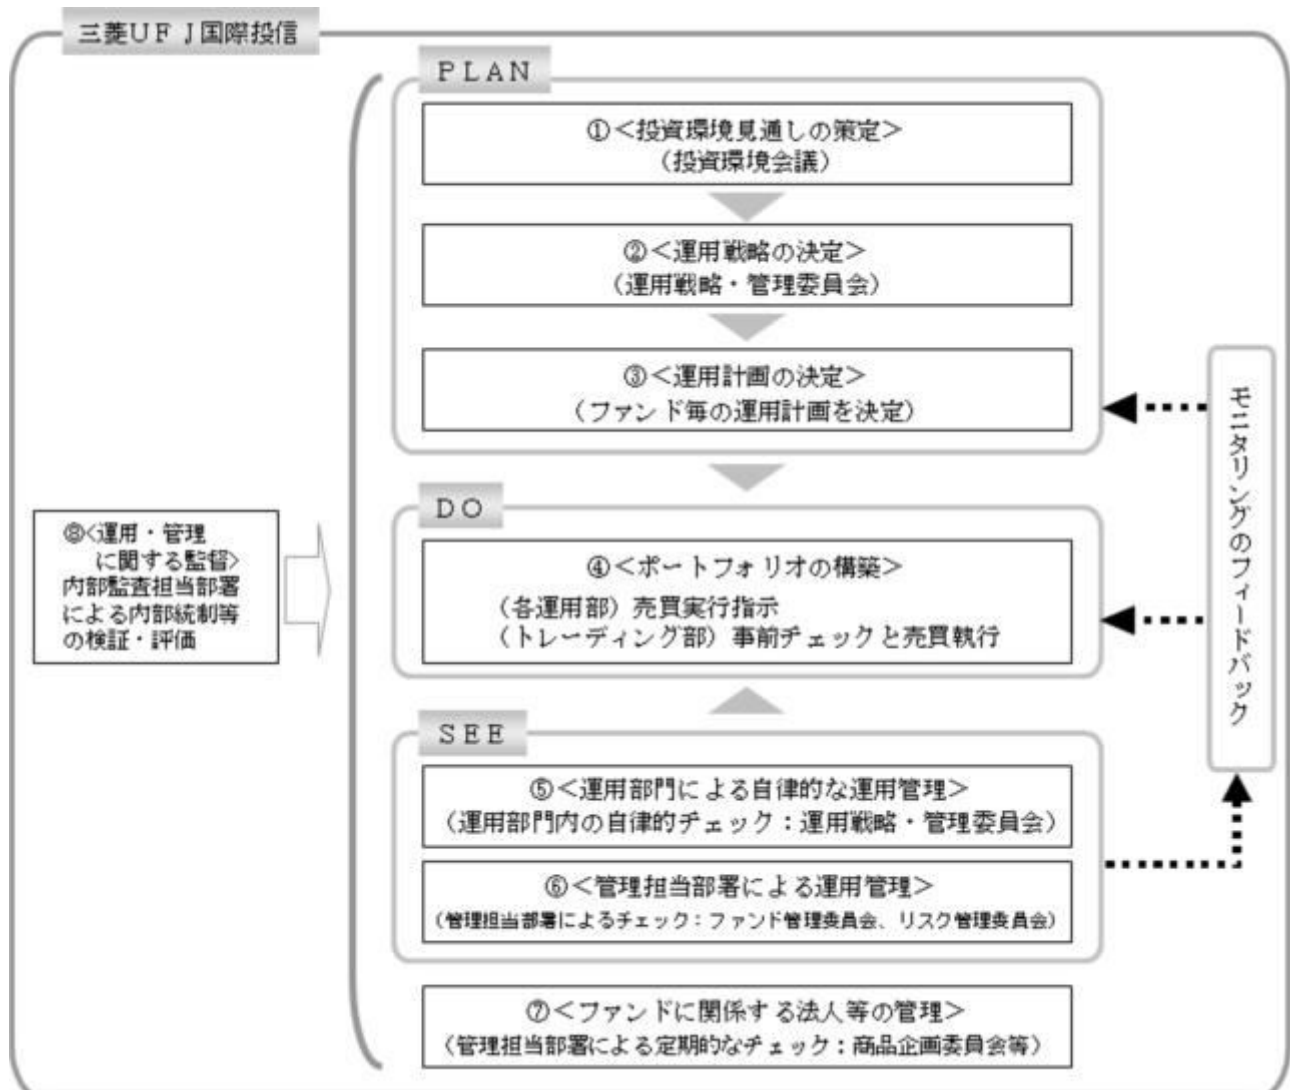 三菱ＵＦＪ国際投信
ＰＬＡＮ
①＜投資環境見通しの策定＞
（投資環境会議）
②＜運用戦略の決定＞
（運用戦略・管理委員会）
③＜運用計画の決定＞
（ファンド毎の運用計画を決定）
ＤＯ
④＜ポートフォリオの構築＞
（各運用部）売買実行指示
（トレーディング部）事前チェックと売買執行
ＳＥＥ
⑤＜運用部門による自律的な運用管理＞
（運用部門内の自律的チェック：運用戦略・管理委員会）
⑥＜管理担当部署による運用管理＞
（管理担当部署によるチェック：ファンド管理委員会、リスク管理委員会）
⑦＜ファンドに関係する法人等の管理＞
（管理担当部署による定期的なチェック：商品企画委員会等）
⑧<運用・管理
に関する監督>
内部監査担当部署
による内部統制等
の検証・評価
モニタリングのフィードバック